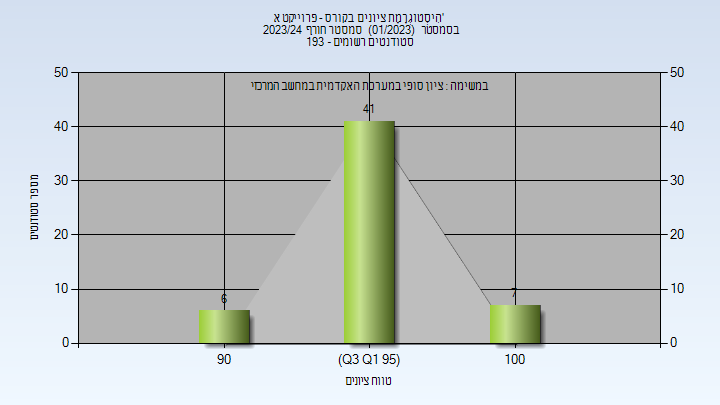 היסטוגרמת ציונים בקורס - פרוייקט א'
בסמסטר (01/2023) סמסטר חורף 2023/24
סטודנטים רשומים - 193
במשימה : ציון סופי במערכת האקדמית במחשב המרכזי
50 50
40 40
30 30
20 20
10 10
0 0
6
41
7
מספר סטודנטים
90 (Q3 Q1 95) 100
טווח ציונים